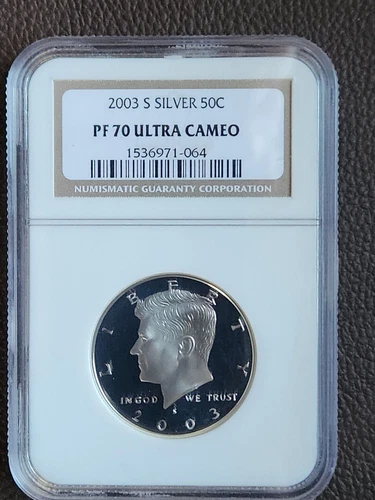 2003 S SILVER 50C
PF 70 ULTRA CAMEO
1536971-064
NUMISMATIC GUARANTY CORPORATION
LIBERTY
IN GOD WE TRUST
S
2003